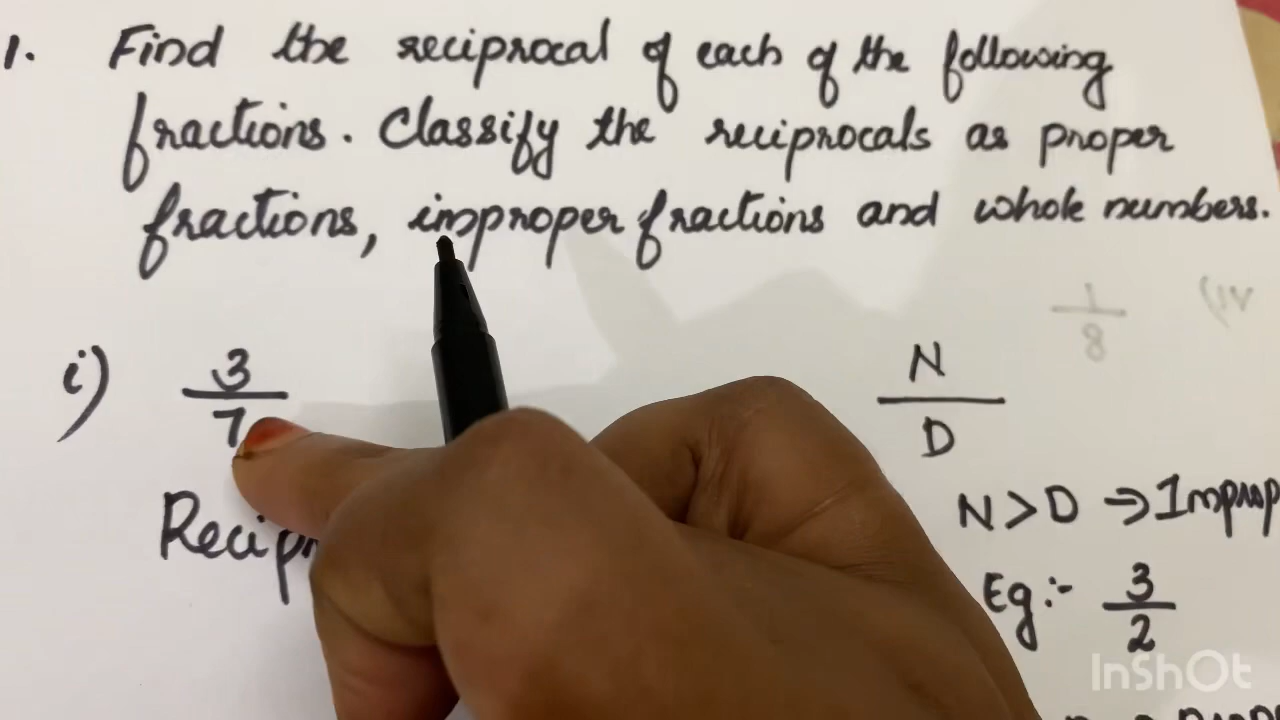 1. Find the reciprocal of each of the following
fractions. Classify the reciprocals as proper
fractions, improper fractions and whole numbers.
i) 3
7
N
D
N > D ⇒
Eg:- 3
2
InShOt